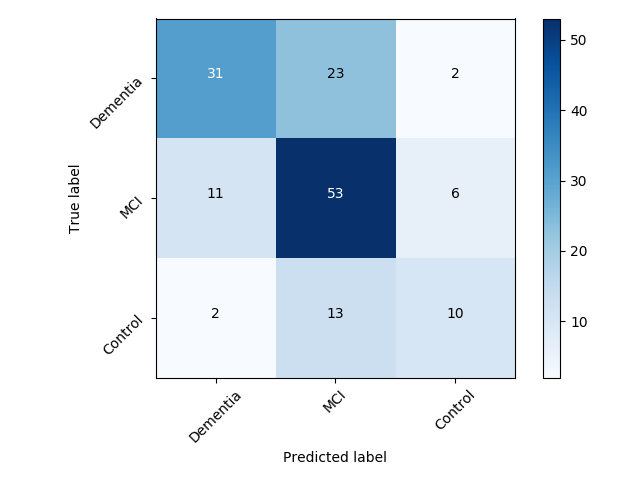 Dementia 31 23 2
MCI 11 53 6
Control 2 13 10
Dementia MCI Control
True label
Predicted label
50
40
30
20
10